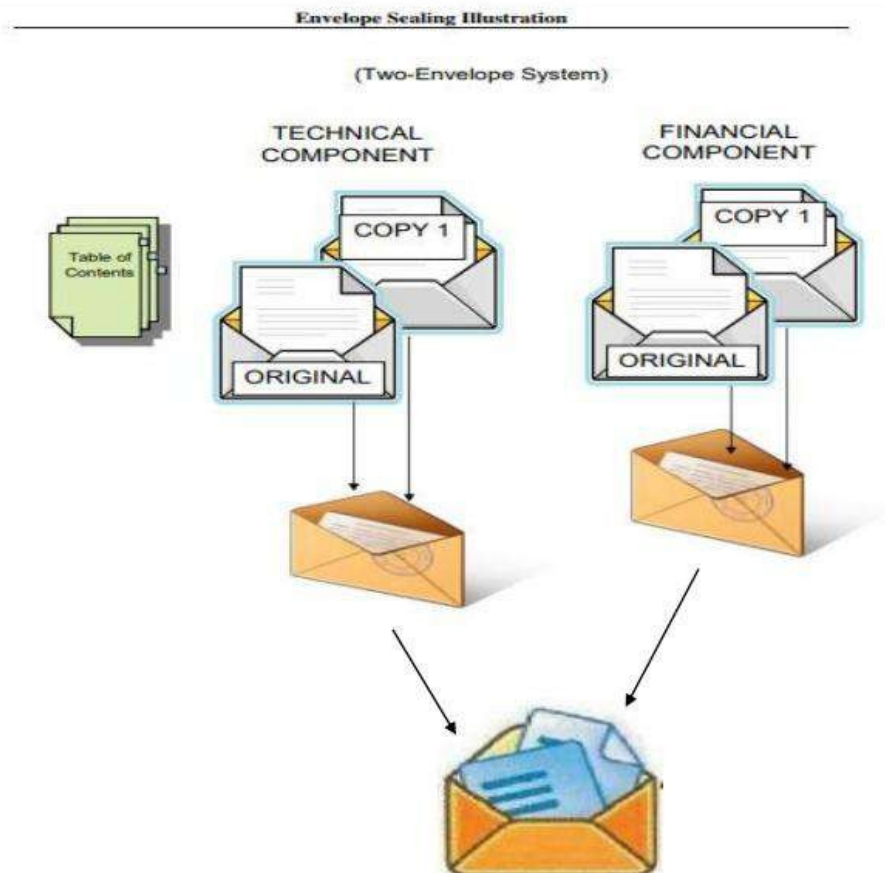 Envelope Sealing Illustration
(Two-Envelope System)
TECHNICAL
COMPONENT
FINANCIAL
COMPONENT
Table of
Contents
COPY 1
ORIGINAL
COPY 1
ORIGINAL